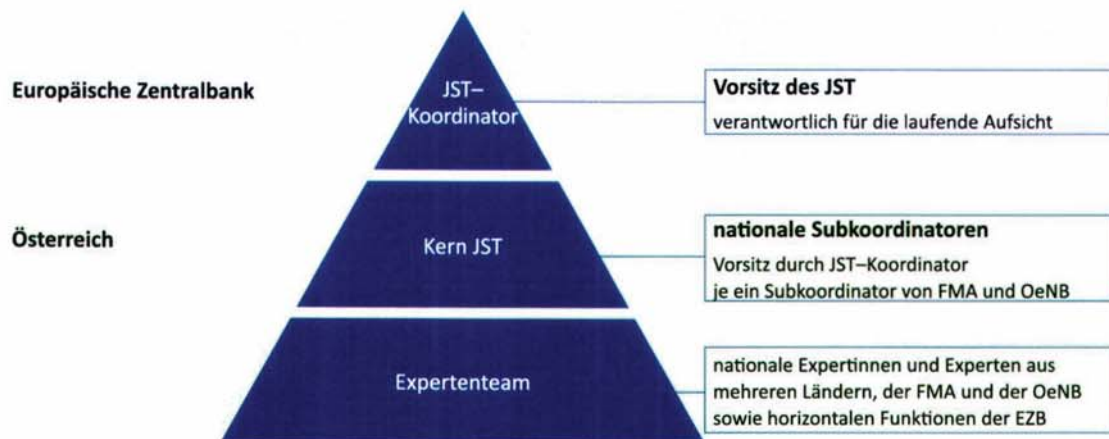 Europäische Zentralbank
JST–
Koordinator
Vorsitz des JST
verantwortlich für die laufende Aufsicht
Österreich
Kern JST
nationale Subkoordinatoren
Vorsitz durch JST–Koordinator
je ein Subkoordinator von FMA und OeNB
Expertenteam
nationale Expertinnen und Experten aus
mehreren Ländern, der FMA und der OeNB
sowie horizontalen Funktionen der EZB